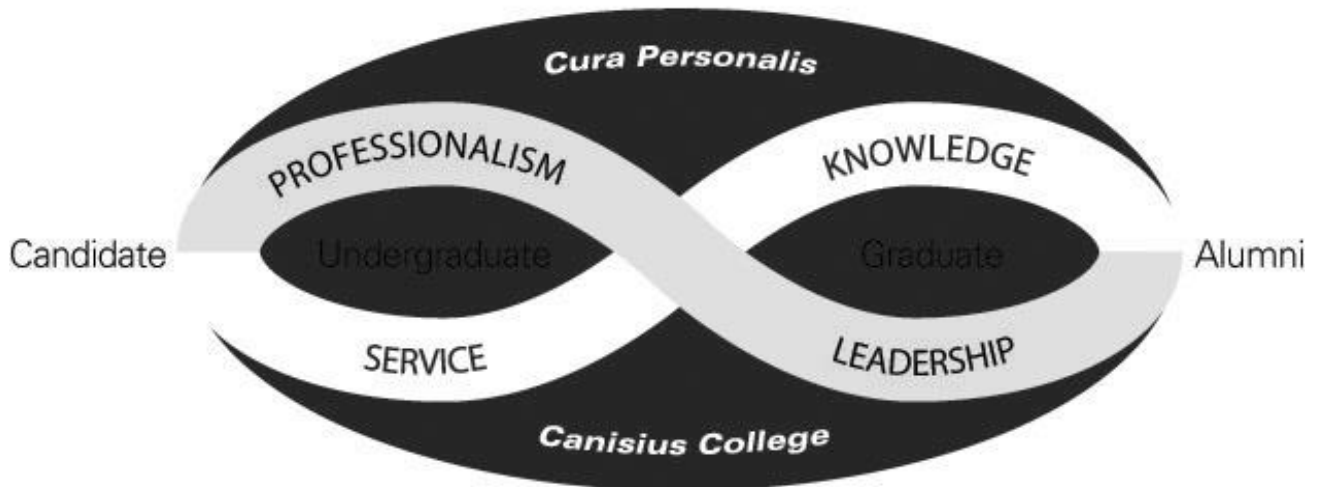 Cura Personalis
PROFESSIONALISM
KNOWLEDGE
Candidate
Undergraduate
Graduate
Alumni
SERVICE
LEADERSHIP
Canisius College